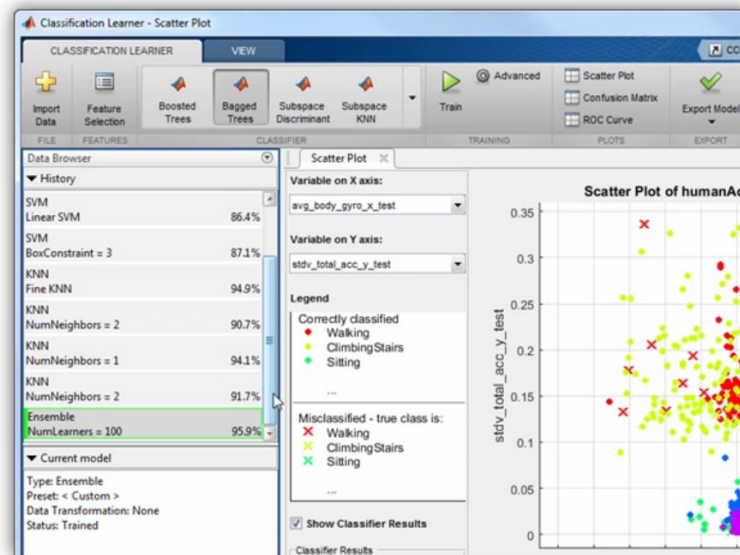 Classification Learner - Scatter Plot
CLASSIFICATION LEARNER
VIEW
Import Data
Feature Selection
Boosted Trees
Bagged Trees
Subspace Discriminant
Subspace KNN
Train
Advanced
Scatter Plot
Confusion Matrix
ROC Curve
Export Model
FILE
FEATURES
CLASSIFIER
TRAINING
PLOTS
EXPORT
Data Browser
History
SVM
Linear SVM 86.4%
SVM
BoxConstraint = 3 87.1%
KNN
Fine KNN 94.9%
KNN
NumNeighbors = 2 90.7%
KNN
NumNeighbors = 1 94.1%
KNN
NumNeighbors = 2 91.7%
Ensemble
NumLearners = 100 95.9%
Current model
Type: Ensemble
Preset: < Custom >
Data Transformation: None
Status: Trained
Scatter Plot
Variable on X axis:
avg_body_gyro_x_test
Variable on Y axis:
stdv_total_acc_y_test
Legend
Correctly classified
Walking
ClimbingStairs
Sitting
...
Misclassified - true class is:
Walking
ClimbingStairs
Sitting
...
Show Classifier Results
Classifier Results
Scatter Plot of humanAc
stdv_total_acc_y_test
0.35
0.3
0.25
0.2
0.15
0.1
0.05
0